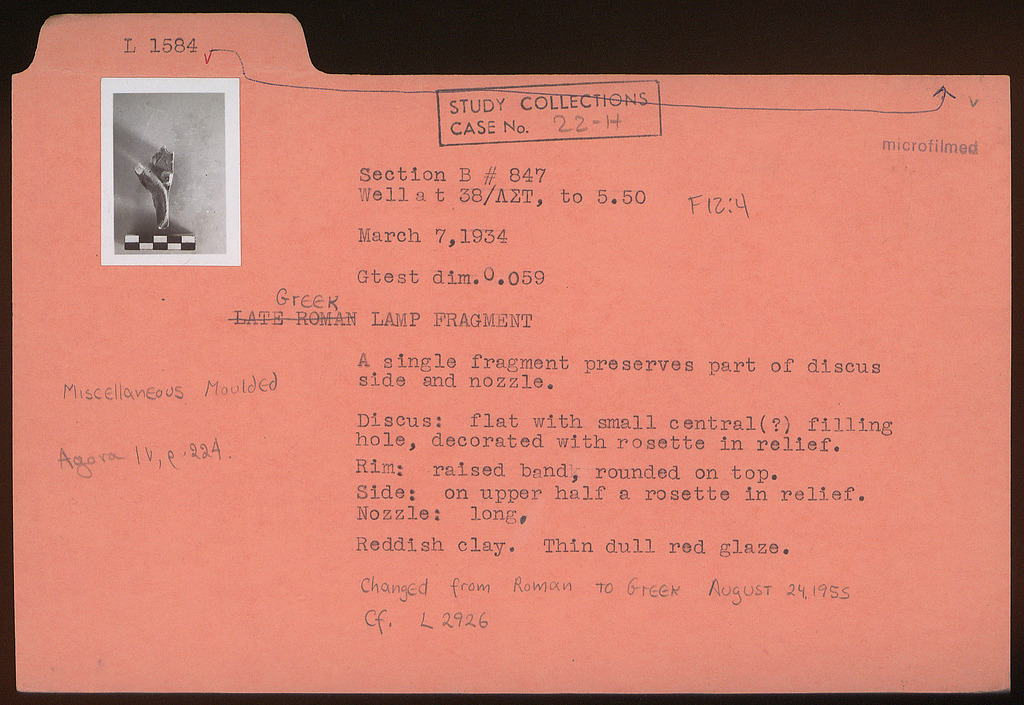 L 1584
STUDY COLLECTIONS
CASE No. 22-H
microfilmed
Section B # 847
Well at 38/ΛΣΤ, to 5.50
F12:4
March 7,1934
Gtest dim.0.059
Greek
LATE ROMAN LAMP FRAGMENT
A single fragment preserves part of discus
side and nozzle.
Miscellaneous Moulded
Discus: flat with small central(?) filling
hole, decorated with rosette in relief.
Agora IV, p. 224.
Rim: raised band, rounded on top.
Side: on upper half a rosette in relief.
Nozzle: long,
Reddish clay. Thin dull red glaze.
Changed from Roman to Greek August 24, 1955
Cf. L 2926